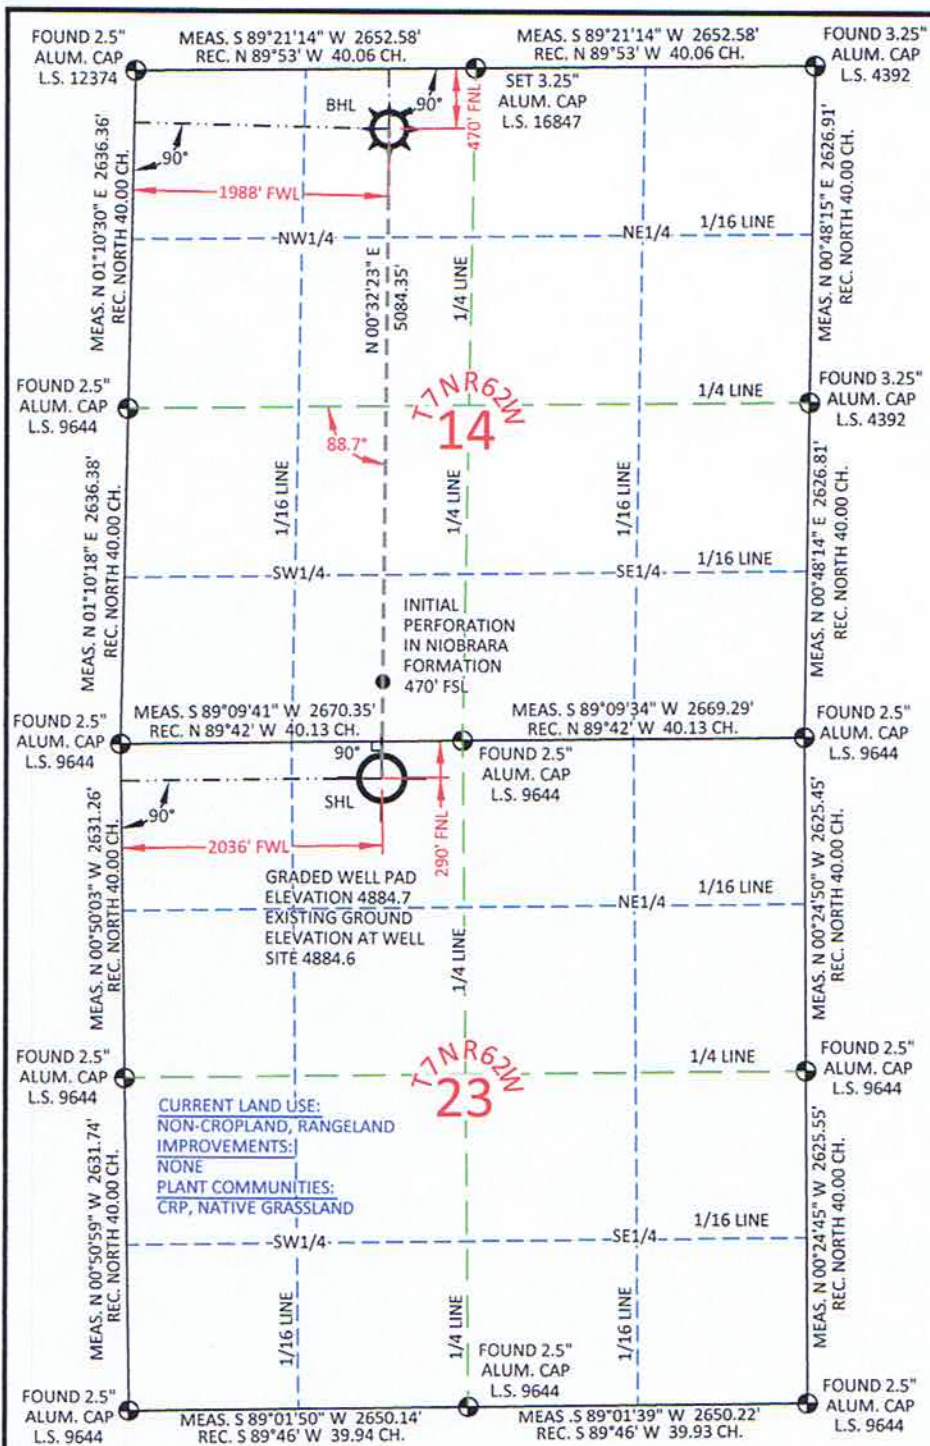 FOUND 2.5"
ALUM. CAP
L.S. 12374
MEAS. S 89°21'14" W 2652.58'
REC. N 89°53' W 40.06 CH.
MEAS. S 89°21'14" W 2652.58'
REC. N 89°53' W 40.06 CH.
FOUND 3.25"
ALUM. CAP
L.S. 4392
SET 3.25"
ALUM. CAP
L.S. 16847
BHL
90°
470' FNL
90°
1988' FWL
MEAS. N 01°10'30" E 2636.36'
REC. NORTH 40.00 CH.
MEAS. N 00°48'15" E 2626.91'
REC. NORTH 40.00 CH.
NW1/4
NE1/4
1/16 LINE
N 00°32'23" E
5084.35'
1/4 LINE
FOUND 2.5"
ALUM. CAP
L.S. 9644
T7NR62W
14
1/4 LINE
FOUND 3.25"
ALUM. CAP
L.S. 4392
88.7°
MEAS. N 01°10'18" E 2636.38'
REC. NORTH 40.00 CH.
1/16 LINE
1/4 LINE
1/16 LINE
MEAS. N 00°48'14" E 2626.81'
REC. NORTH 40.00 CH.
SW1/4
SE1/4
1/16 LINE
INITIAL
PERFORATION
IN NIOBRARA
FORMATION
470' FSL
FOUND 2.5"
ALUM. CAP
L.S. 9644
MEAS. S 89°09'41" W 2670.35'
REC. N 89°42' W 40.13 CH.
MEAS. S 89°09'34" W 2669.29'
REC. N 89°42' W 40.13 CH.
FOUND 2.5"
ALUM. CAP
L.S. 9644
90°
FOUND 2.5"
ALUM. CAP
L.S. 9644
SHL
90°
2036' FWL
290' FNL
MEAS. N 00°50'03" W 2631.26'
REC. NORTH 40.00 CH.
GRADED WELL PAD
ELEVATION 4884.7
EXISTING GROUND
ELEVATION AT WELL
SITE 4884.6
NE1/4
1/16 LINE
MEAS. N 00°24'50" W 2625.45'
REC. NORTH 40.00 CH.
1/4 LINE
FOUND 2.5"
ALUM. CAP
L.S. 9644
T7NR62W
23
1/4 LINE
FOUND 2.5"
ALUM. CAP
L.S. 9644
CURRENT LAND USE:
NON-CROPLAND, RANGELAND
IMPROVEMENTS:
NONE
PLANT COMMUNITIES:
CRP, NATIVE GRASSLAND
MEAS. N 00°50'59" W 2631.74'
REC. NORTH 40.00 CH.
MEAS. N 00°24'45" W 2625.55'
REC. NORTH 40.00 CH.
SW1/4
SE1/4
1/16 LINE
1/16 LINE
1/4 LINE
1/16 LINE
FOUND 2.5"
ALUM. CAP
L.S. 9644
FOUND 2.5"
ALUM. CAP
L.S. 9644
MEAS. S 89°01'50" W 2650.14'
REC. S 89°46' W 39.94 CH.
MEAS .S 89°01'39" W 2650.22'
REC. S 89°46' W 39.93 CH.
FOUND 2.5"
ALUM. CAP
L.S. 9644